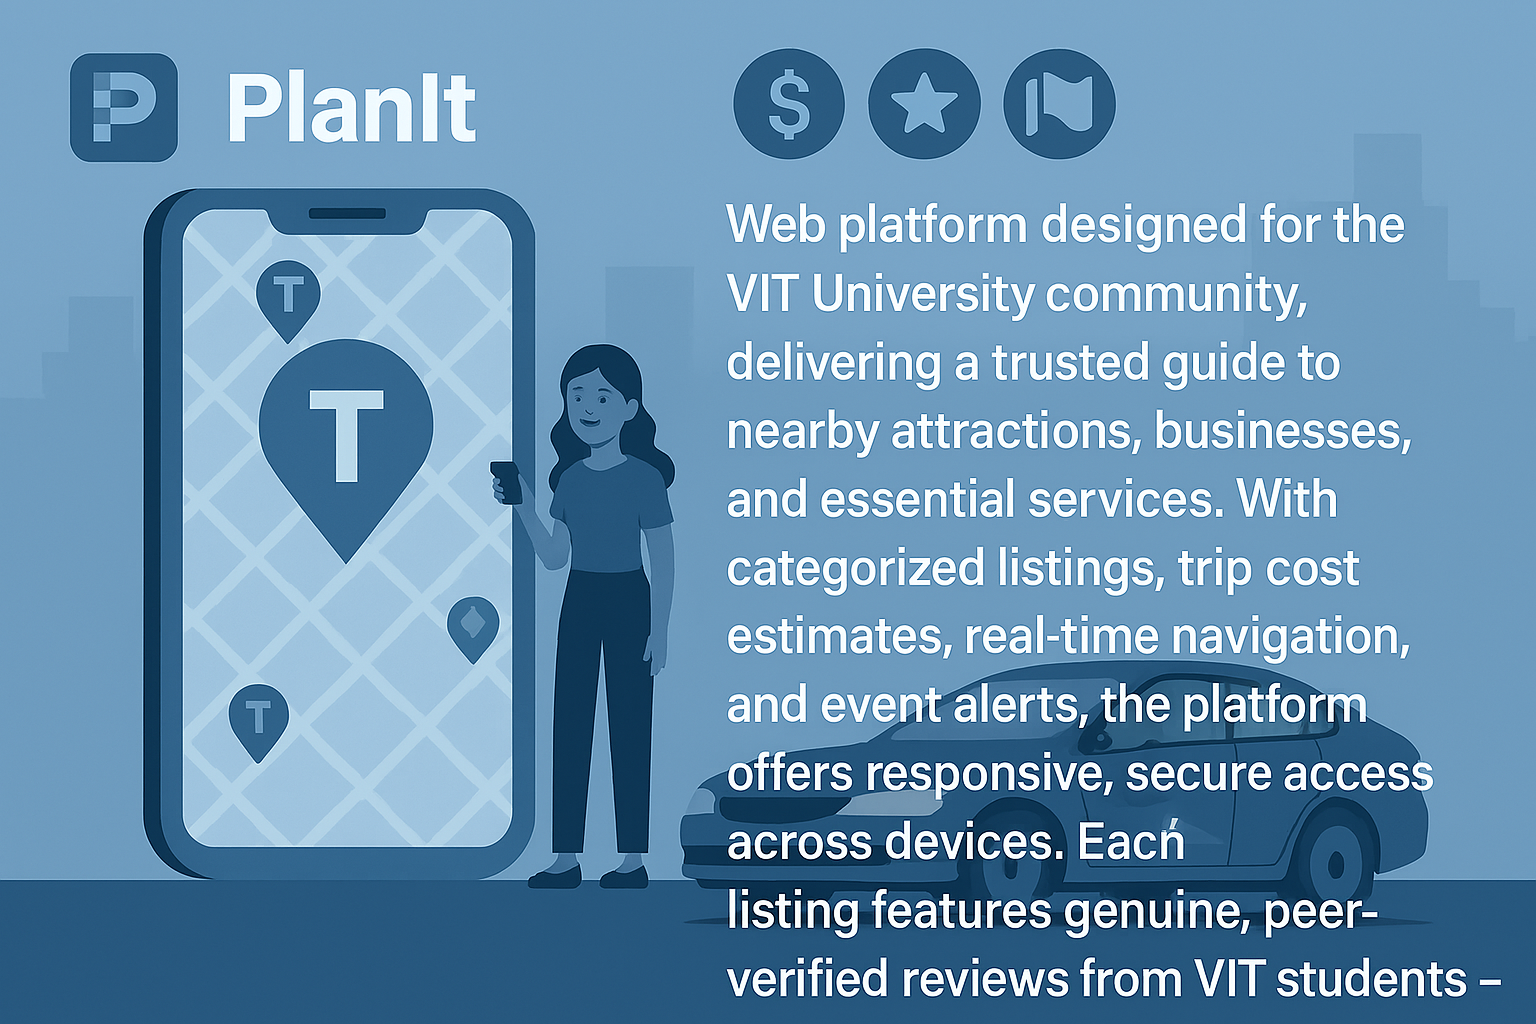 P PlanIt
$
T
T
T
Web platform designed for the
VIT University community,
delivering a trusted guide to
nearby attractions, businesses,
and essential services. With
categorized listings, trip cost
estimates, real-time navigation,
and event alerts, the platform
offers responsive, secure access
across devices. Eacń
listing features genuine, peer-
verified reviews from VIT students –